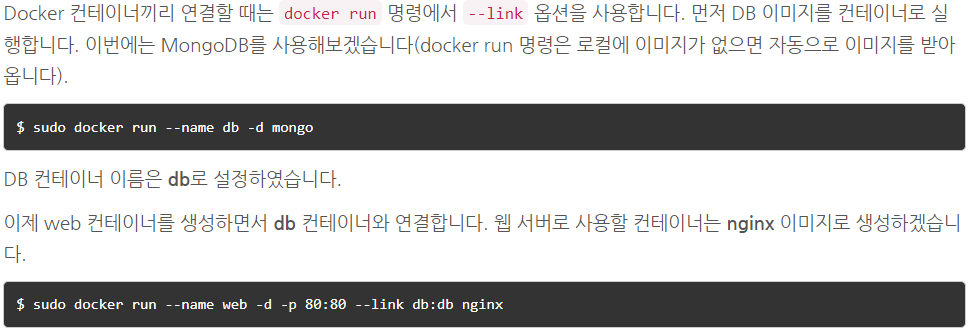 Docker 컨테이너끼리 연결할 때는 docker run 명령에서 --link 옵션을 사용합니다. 먼저 DB 이미지를 컨테이너로 실
행합니다. 이번에는 MongoDB를 사용해보겠습니다(docker run 명령은 로컬에 이미지가 없으면 자동으로 이미지를 받아
옵니다).
$ sudo docker run --name db -d mongo
DB 컨테이너 이름은 db로 설정하였습니다.
이제 web 컨테이너를 생성하면서 db 컨테이너와 연결합니다. 웹 서버로 사용할 컨테이너는 nginx 이미지로 생성하겠습니
다.
$ sudo docker run --name web -d -p 80:80 --link db:db nginx